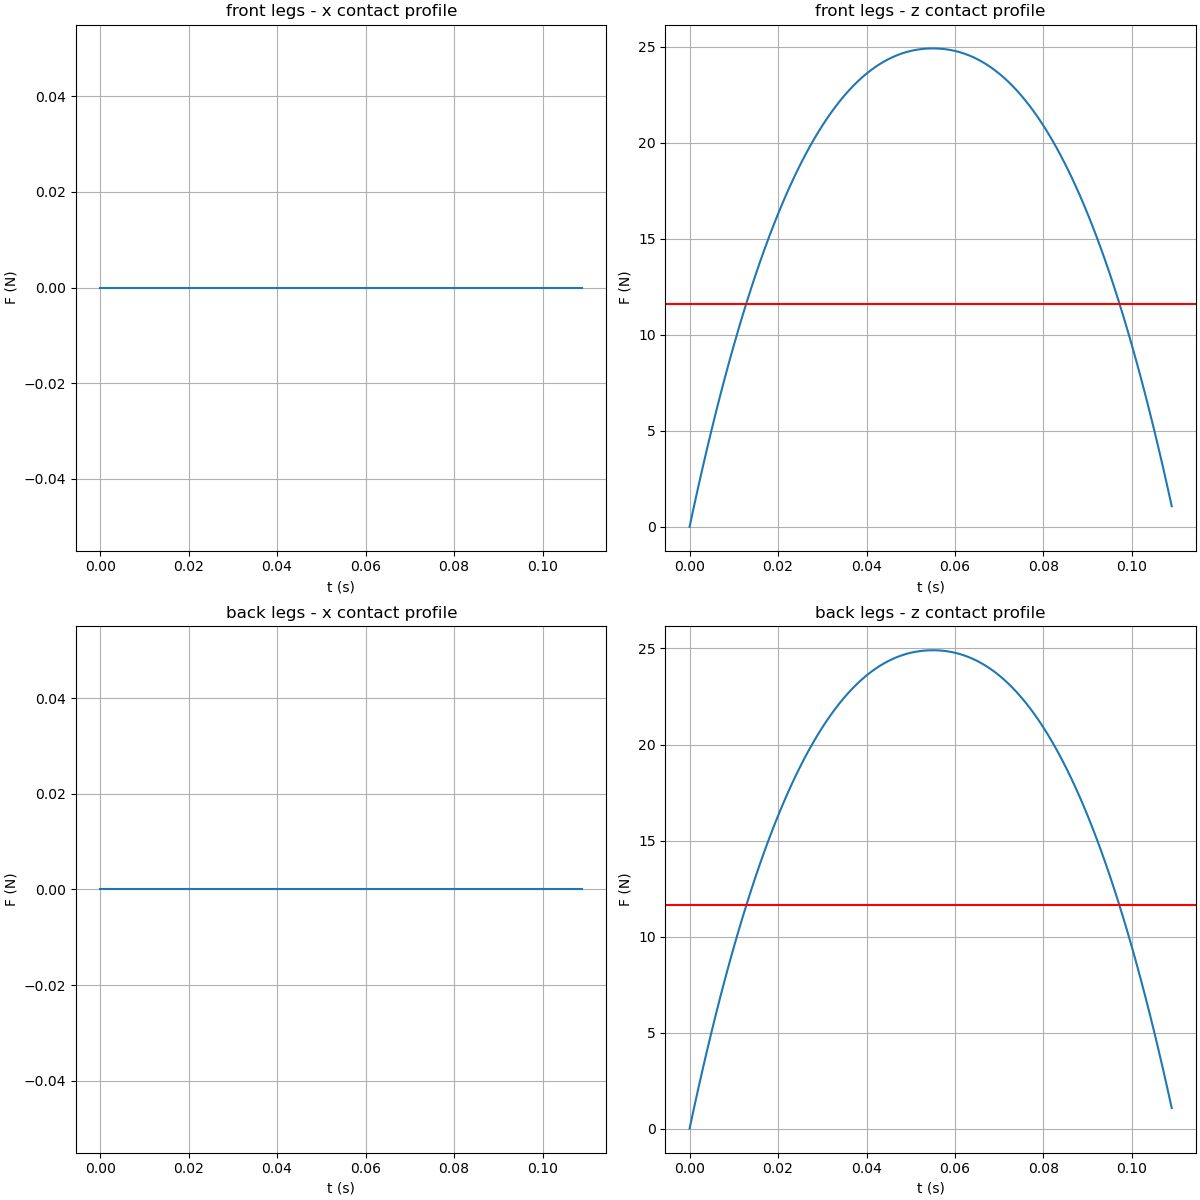 front legs - x contact profile
F (N)
0.04
0.02
0.00
−0.02
−0.04
0.00 0.02 0.04 0.06 0.08 0.10
t (s)
front legs - z contact profile
F (N)
25
20
15
10
5
0
0.00 0.02 0.04 0.06 0.08 0.10
t (s)
back legs - x contact profile
F (N)
0.04
0.02
0.00
−0.02
−0.04
0.00 0.02 0.04 0.06 0.08 0.10
t (s)
back legs - z contact profile
F (N)
25
20
15
10
5
0
0.00 0.02 0.04 0.06 0.08 0.10
t (s)